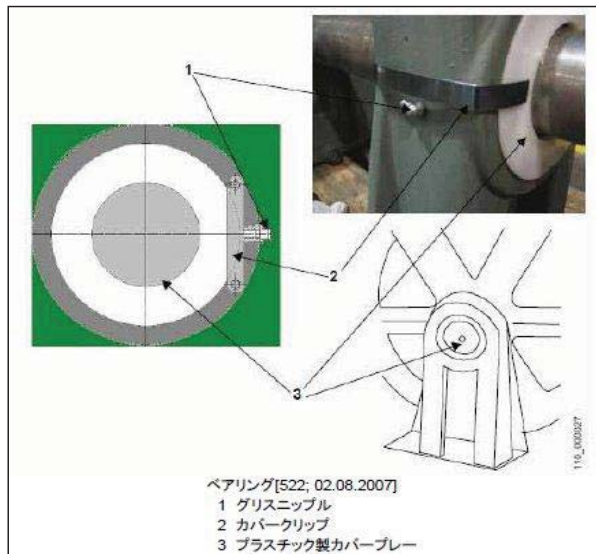 1
2
3
110_000027
ベアリング[522; 02.08.2007]
1 グリスニップル
2 カバークリップ
3 プラスチック製カバープレー